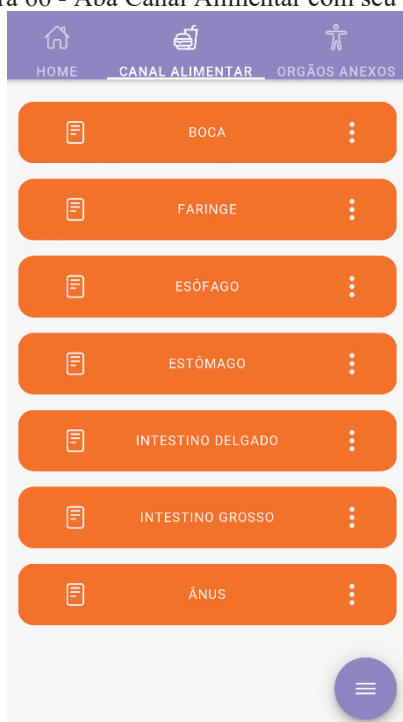 ra 66 - Aba Canal Alimentar com seu
HOME CANAL ALIMENTAR ORGÃOS ANEXOS
BOCA
FARINGE
ESÔFAGO
ESTÔMAGO
INTESTINO DELGADO
INTESTINO GROSSO
ÂNUS